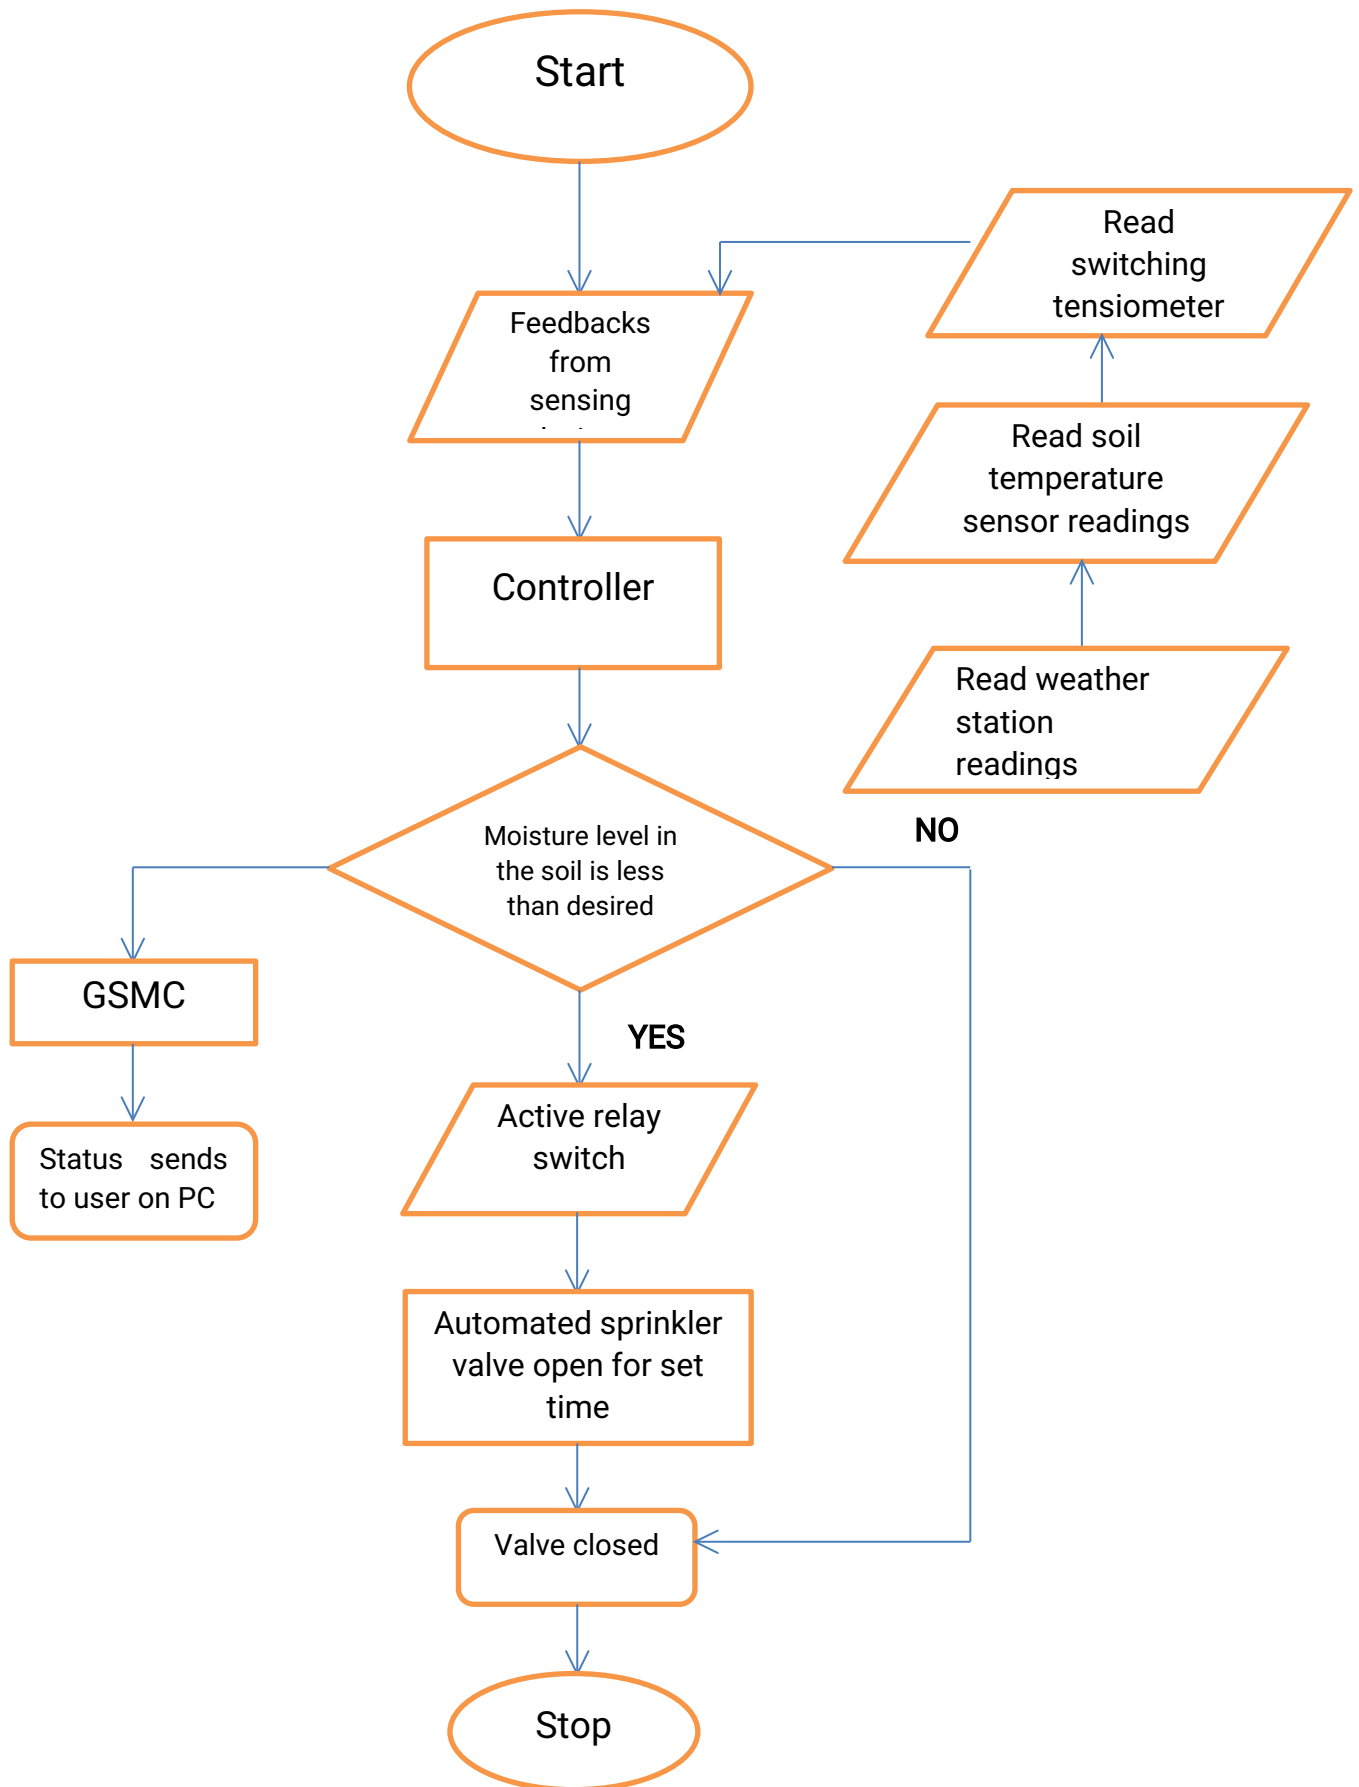 Start
Read
switching
tensiometer
Feedbacks
from
sensing
Read soil
temperature
sensor readings
Controller
Read weather
station
readings
NO
Moisture level in
the soil is less
than desired
GSMC
YES
Active relay
switch
Status sends
to user on PC
Automated sprinkler
valve open for set
time
Valve closed
Stop